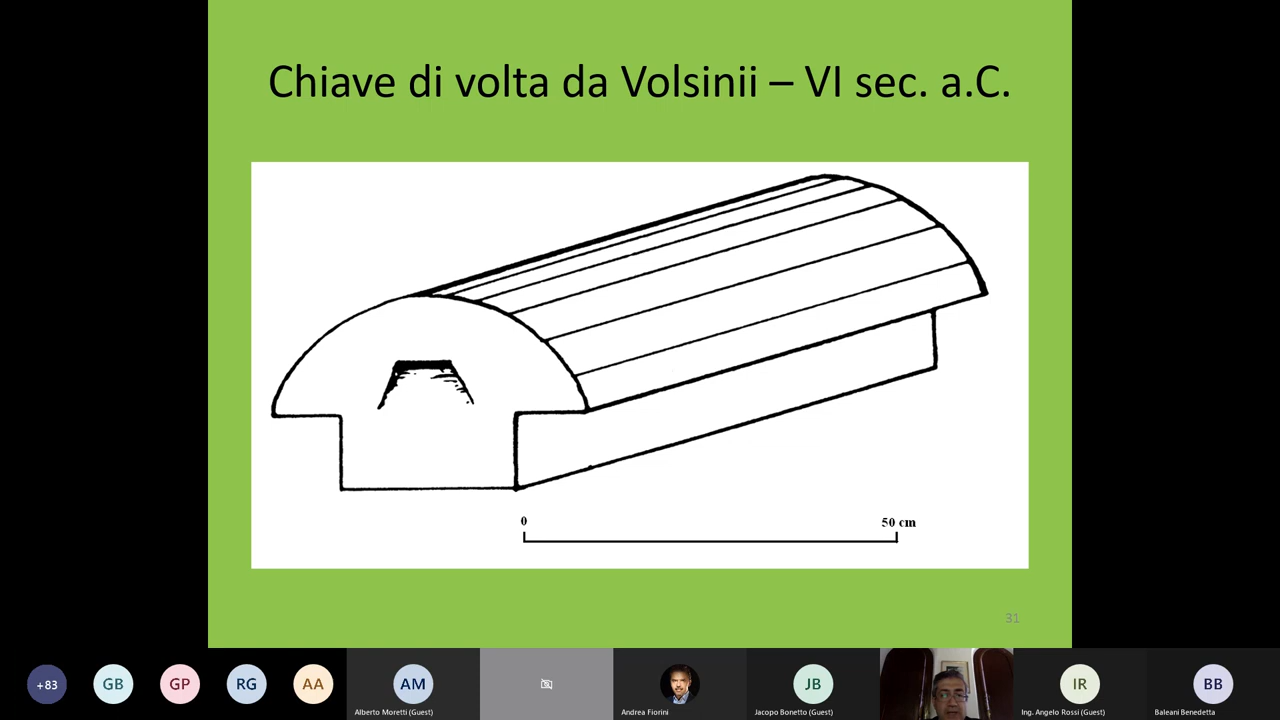 Chiave di volta da Volsinii – VI sec. a.C.
0
50 cm
31
+83
GB
GP
RG
AA
AM
JB
IR
BB
Alberto Moretti (Guest)
Andrea Fiorini
Jacopo Bonetto (Guest)
Ing. Angelo Rossi (Guest)
Baleani Benedetta